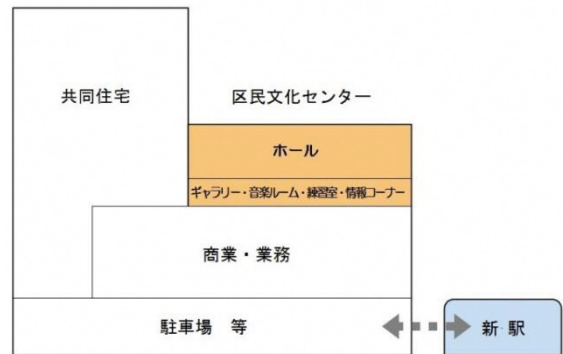 共同住宅
区民文化センター
ホール
ギャラリー・音楽ルーム・練習室・情報コーナー
商業・業務
駐車場 等
新 駅